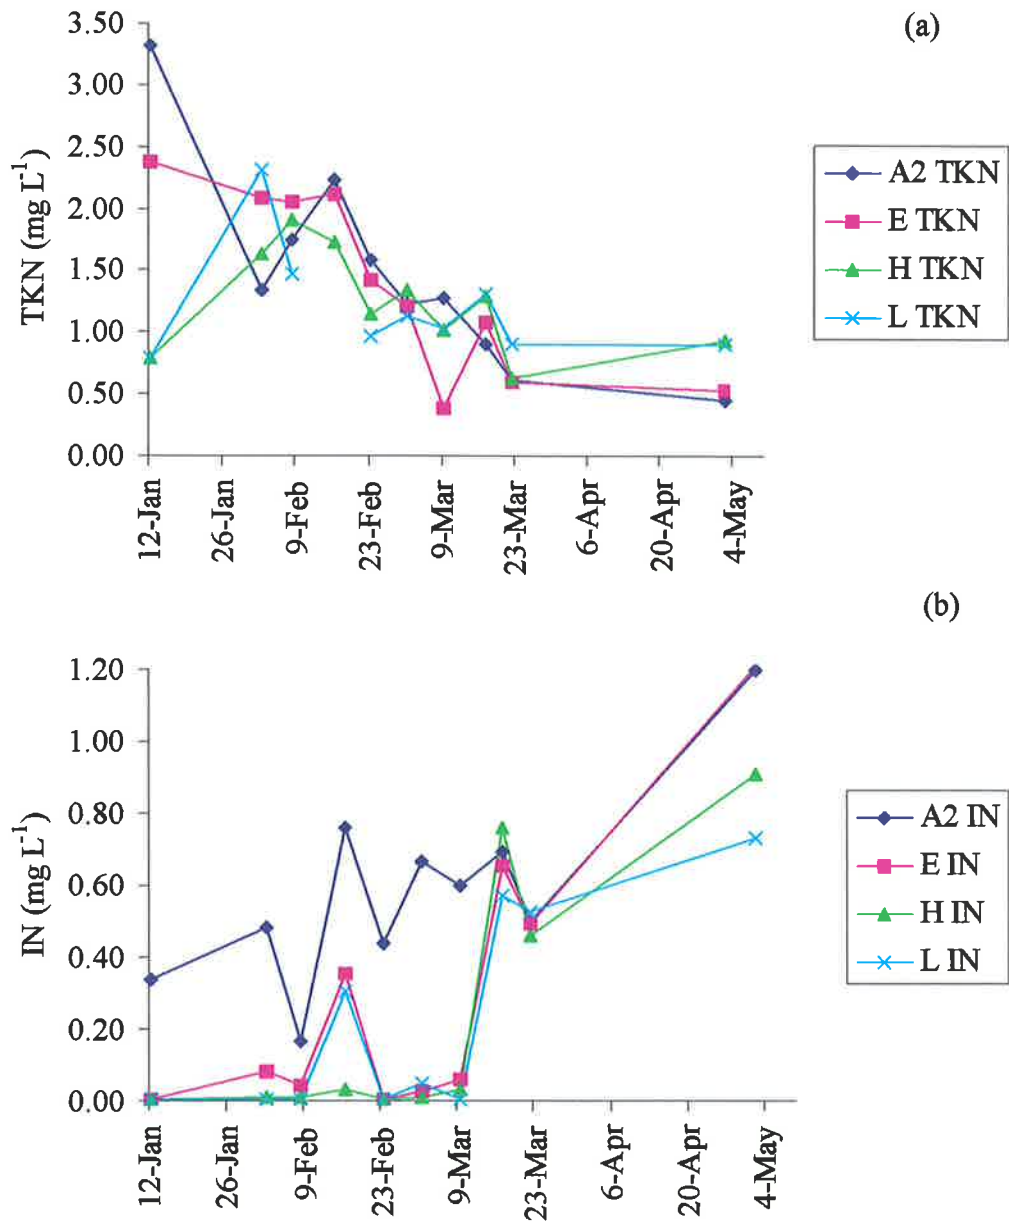 (a)
3.50
3.00
2.50
2.00
1.50
1.00
0.50
0.00
TKN (mg L⁻¹)
12-Jan
26-Jan
9-Feb
23-Feb
9-Mar
23-Mar
6-Apr
20-Apr
4-May
A2 TKN
E TKN
H TKN
L TKN
(b)
1.20
1.00
0.80
0.60
0.40
0.20
0.00
IN (mg L⁻¹)
12-Jan
26-Jan
9-Feb
23-Feb
9-Mar
23-Mar
6-Apr
20-Apr
4-May
A2 IN
E IN
H IN
L IN